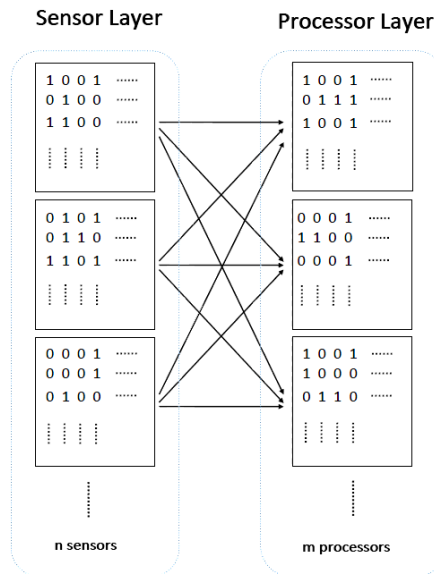 Sensor Layer
Processor Layer
1 0 0 1 ......
0 1 0 0 ......
1 1 0 0 ......
0 1 0 1 ......
0 1 1 0 ......
1 1 0 1 ......
0 0 0 1 ......
0 0 0 1 ......
0 1 0 0 ......
n sensors
1 0 0 1 ......
0 1 1 1 ......
1 0 0 1 ......
0 0 0 1 ......
1 1 0 0 ......
0 0 0 1 ......
1 0 0 1 ......
1 0 0 0 ......
0 1 1 0 ......
m processors